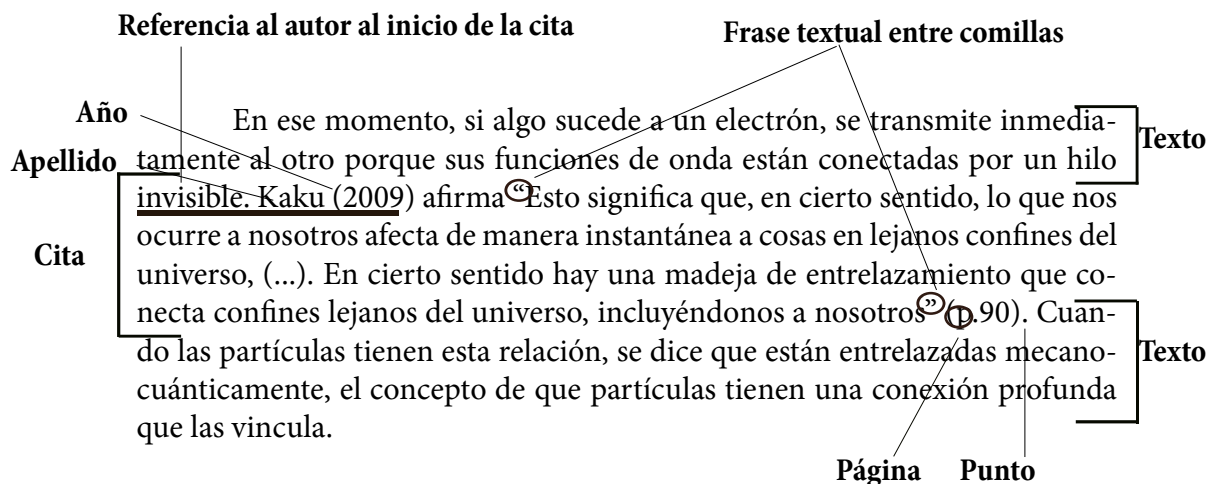 Referencia al autor al inicio de la cita
Frase textual entre comillas
Año
En ese momento, si algo sucede a un electrón, se transmite inmedia-
Texto
Apellido
tamente al otro porque sus funciones de onda están conectadas por un hilo
invisible. Kaku (2009) afirma “Esto significa que, en cierto sentido, lo que nos
Cita
ocurre a nosotros afecta de manera instantánea a cosas en lejanos confines del
universo, (...). En cierto sentido hay una madeja de entrelazamiento que co-
necta confines lejanos del universo, incluyéndonos a nosotros” (p.90). Cuan-
do las partículas tienen esta relación, se dice que están entrelazadas mecano-
Texto
cuánticamente, el concepto de que partículas tienen una conexión profunda
que las vincula.
Página
Punto